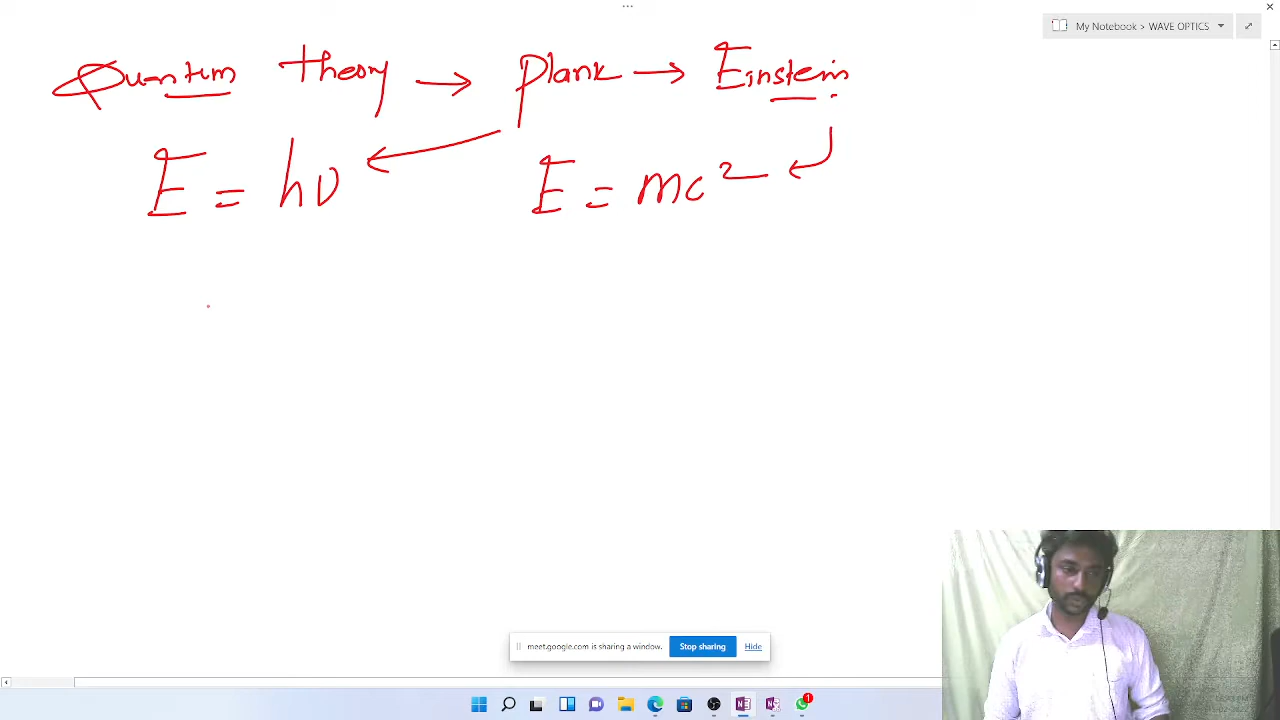 ...
My Notebook > WAVE OPTICS
Quantum Theory → Plank → Einstein
E = hν
E = mc²
meet.google.com is sharing a window.
Stop sharing
Hide
1